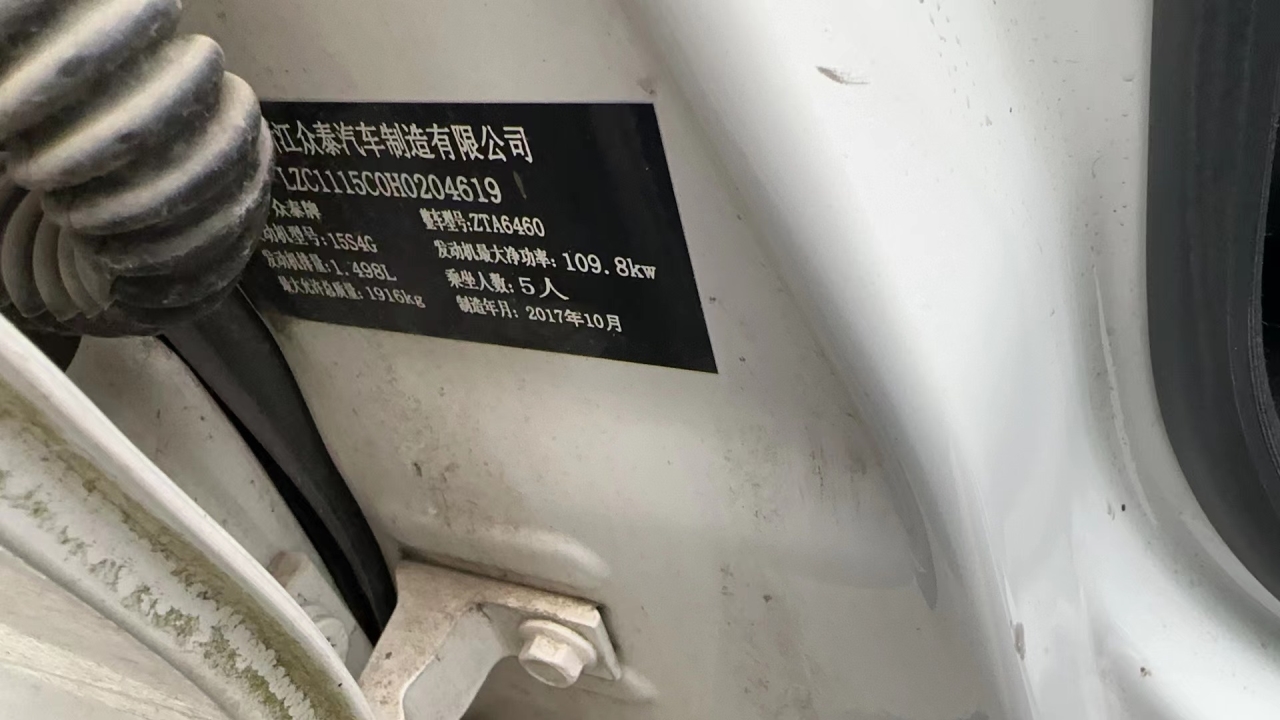 江众泰汽车制造有限公司
LZC1115C0H0204619
众泰牌 整车型号:ZTA6460
动机型号:15S4G 发动机最大净功率:109.8kw
发动机排量:1.498L 乘坐人数:5人
最大允许总质量:1916kg 制造年月:2017年10月